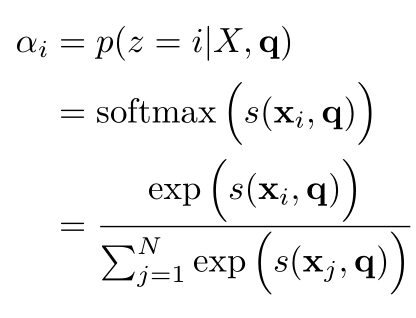 αᵢ = p(z = i|X, q)
= softmax(s(xᵢ, q))
= exp(s(xᵢ, q)) / ∑ⱼ₌₁ᴺ exp(s(xⱼ, q))